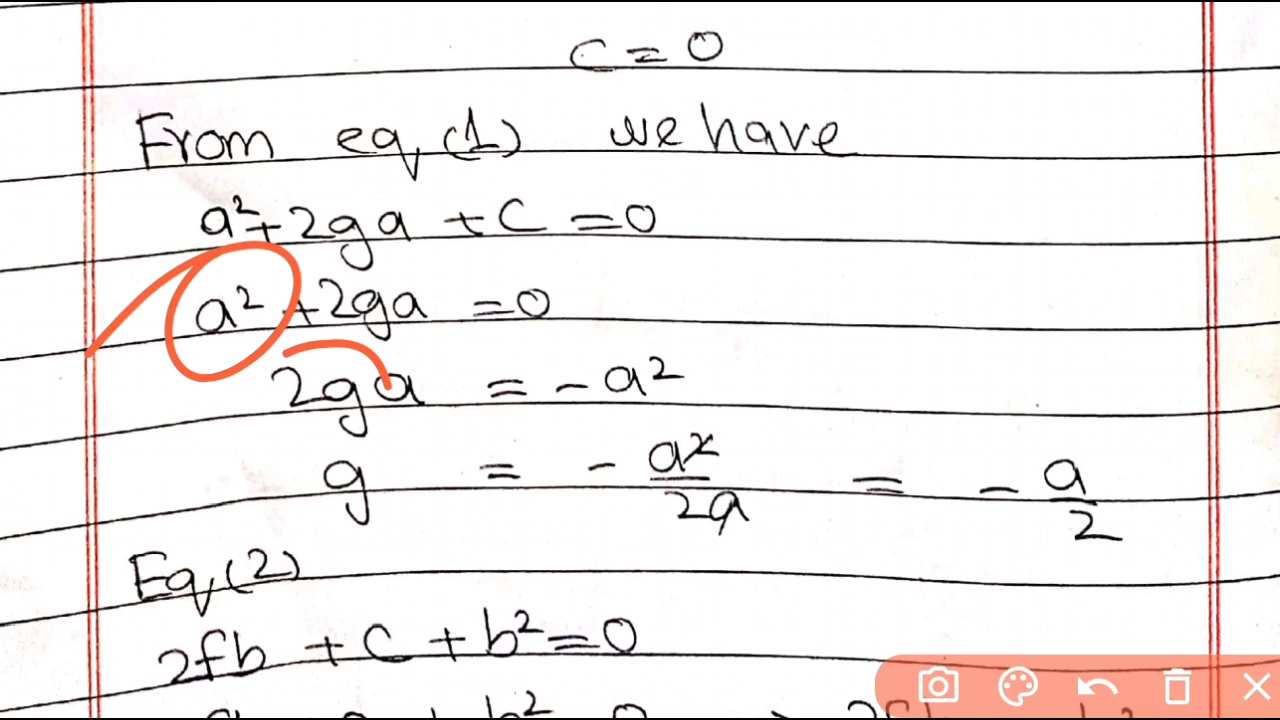 c = 0
From eq (1) we have
a² + 2ga + c = 0
a² + 2ga = 0
2ga = - a²
g = - a²/2a = - a/2
Eq (2)
2fb + c + b² = 0